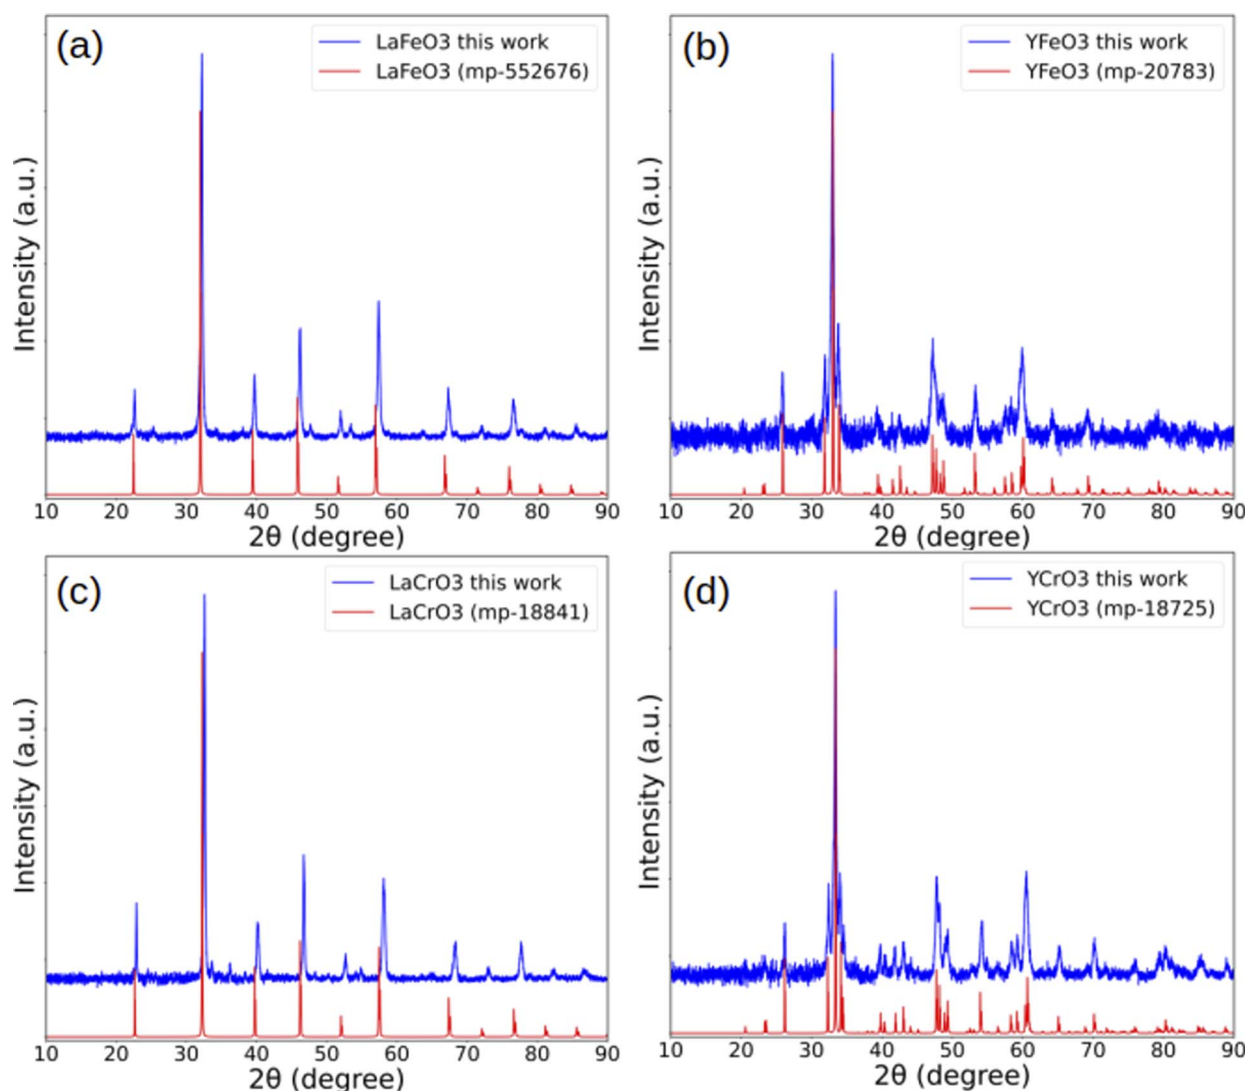 (a)
LaFeO3 this work
LaFeO3 (mp-552676)
Intensity (a.u.)
10 20 30 40 50 60 70 80 90
2θ (degree)
(b)
YFeO3 this work
YFeO3 (mp-20783)
Intensity (a.u.)
10 20 30 40 50 60 70 80 90
2θ (degree)
(c)
LaCrO3 this work
LaCrO3 (mp-18841)
Intensity (a.u.)
10 20 30 40 50 60 70 80 90
2θ (degree)
(d)
YCrO3 this work
YCrO3 (mp-18725)
Intensity (a.u.)
10 20 30 40 50 60 70 80 90
2θ (degree)